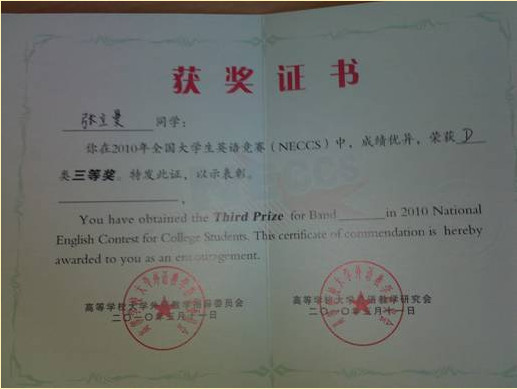 获奖证书
张立曼 同学：
你在2010年全国大学生英语竞赛（NECCS）中，成绩优异，荣获 D
类三等奖。特发此证，以示表彰。
You have obtained the Third Prize for Band in 2010 National
English Contest for College Students. This certificate of commendation is hereby
awarded to you as an encouragement.
高等学校大学外语教学指导委员会
二〇一〇年五月十一日
高等学校大学外语教学研究会
二〇一〇年五月十一日